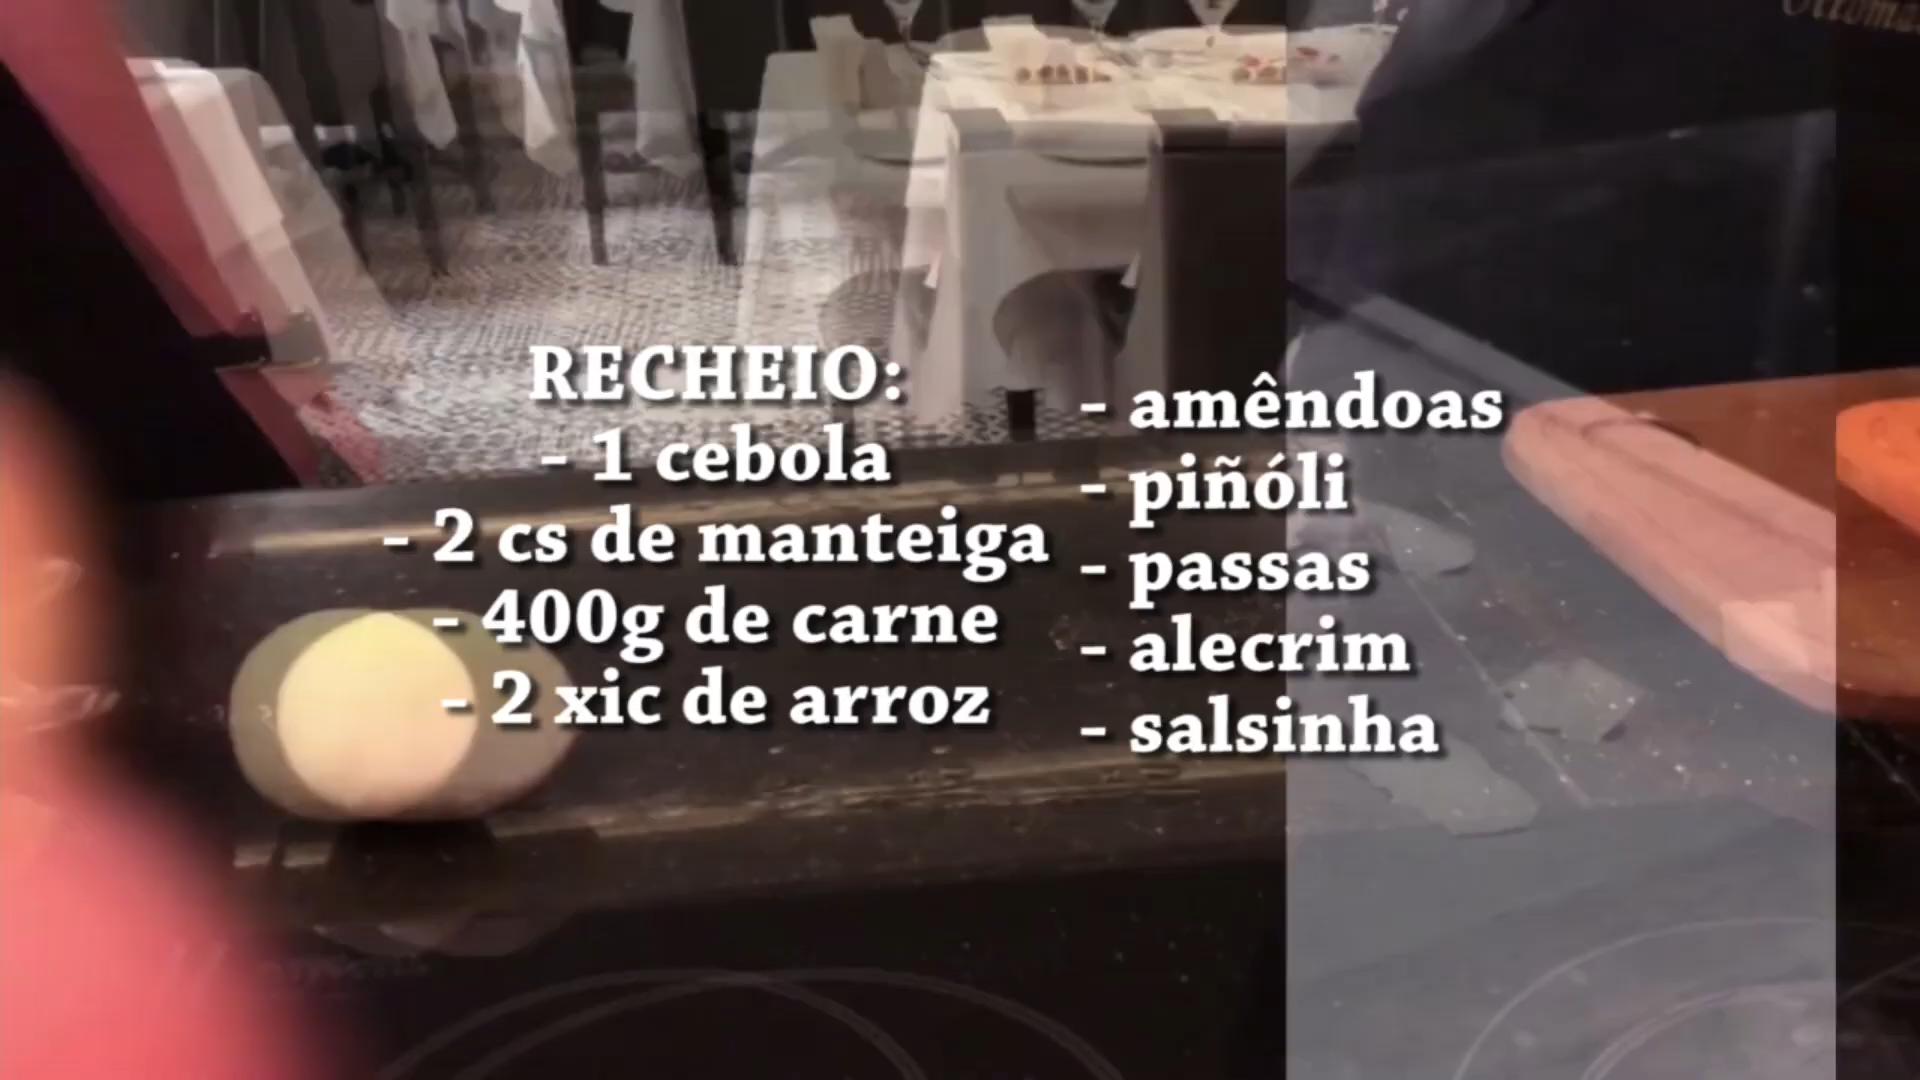 RECHEIO:
- 1 cebola
- 2 cs de manteiga
- 400g de carne
- 2 xic de arroz
- amêndoas
- piñóli
- passas
- alecrim
- salsinha